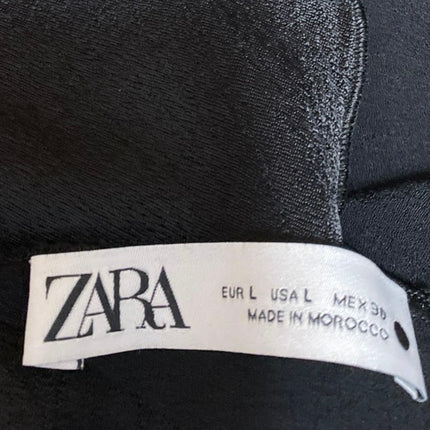 ZARA
EUR L USA L MEX 30
MADE IN MOROCCO